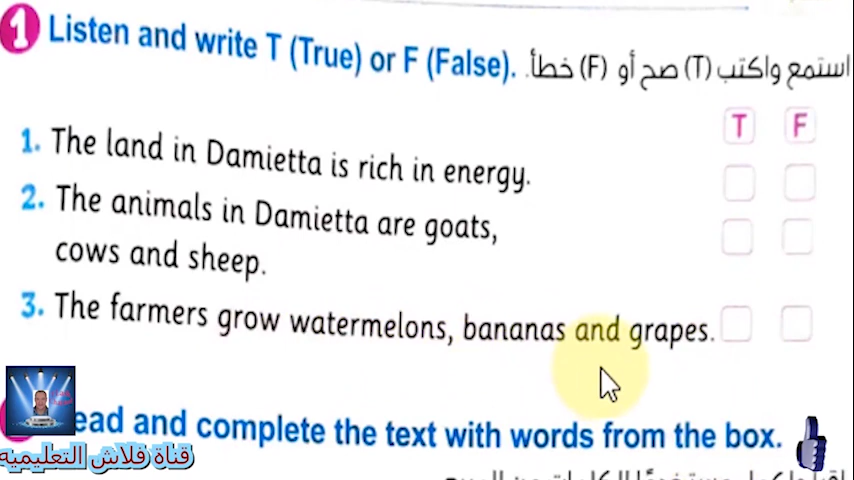 1 Listen and write T (True) or F (False). استمع واكتب (T) صح أو (F) خطأ.
T F
1. The land in Damietta is rich in energy.
2. The animals in Damietta are goats,
cows and sheep.
3. The farmers grow watermelons, bananas and grapes.
ead and complete the text with words from the box.
قناة فلاش التعليمية